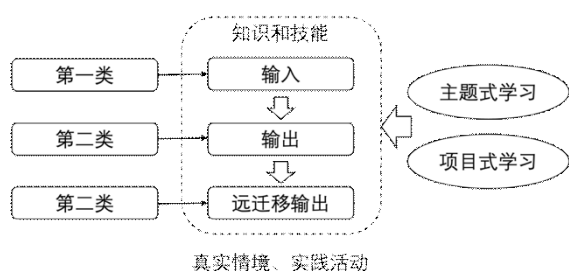 知识和技能
第一类
输入
主题式学习
第二类
输出
项目式学习
第二类
远迁移输出
真实情境、实践活动